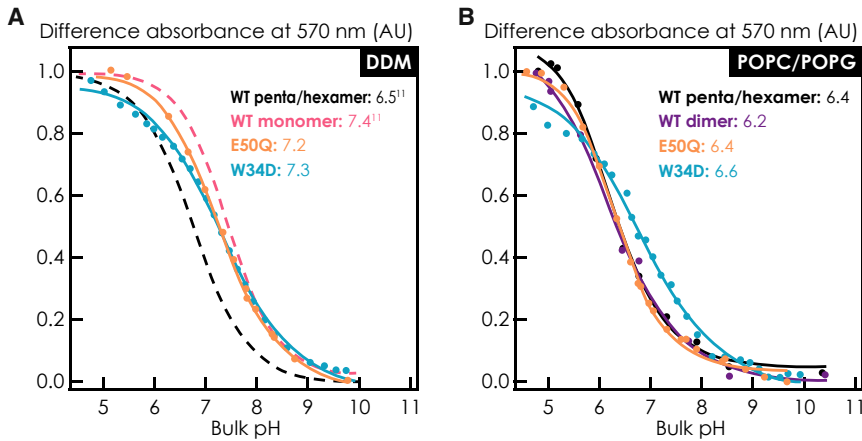 A
Difference absorbance at 570 nm (AU)
DDM
WT penta/hexamer: 6.5¹¹
WT monomer: 7.4¹¹
E50Q: 7.2
W34D: 7.3
1.0
0.8
0.6
0.4
0.2
0.0
5 6 7 8 9 10 11
Bulk pH
B
Difference absorbance at 570 nm (AU)
POPC/POPG
WT penta/hexamer: 6.4
WT dimer: 6.2
E50Q: 6.4
W34D: 6.6
1.0
0.8
0.6
0.4
0.2
0.0
5 6 7 8 9 10 11
Bulk pH